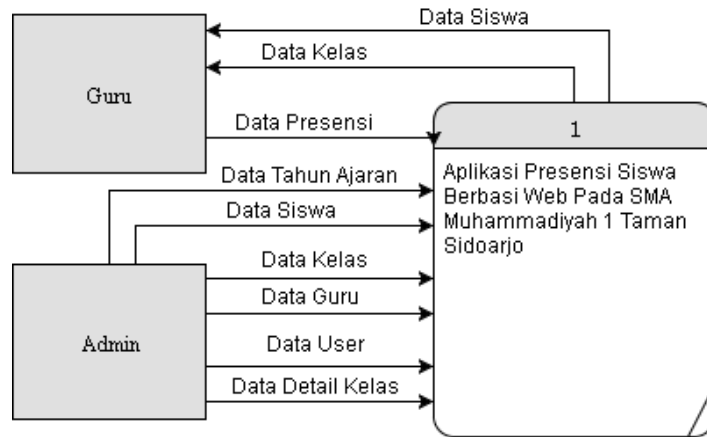 Data Siswa
Data Kelas
Guru
Data Presensi
1
Aplikasi Presensi Siswa
Berbasi Web Pada SMA
Muhammadiyah 1 Taman
Sidoarjo
Data Tahun Ajaran
Data Siswa
Data Kelas
Data Guru
Admin
Data User
Data Detail Kelas